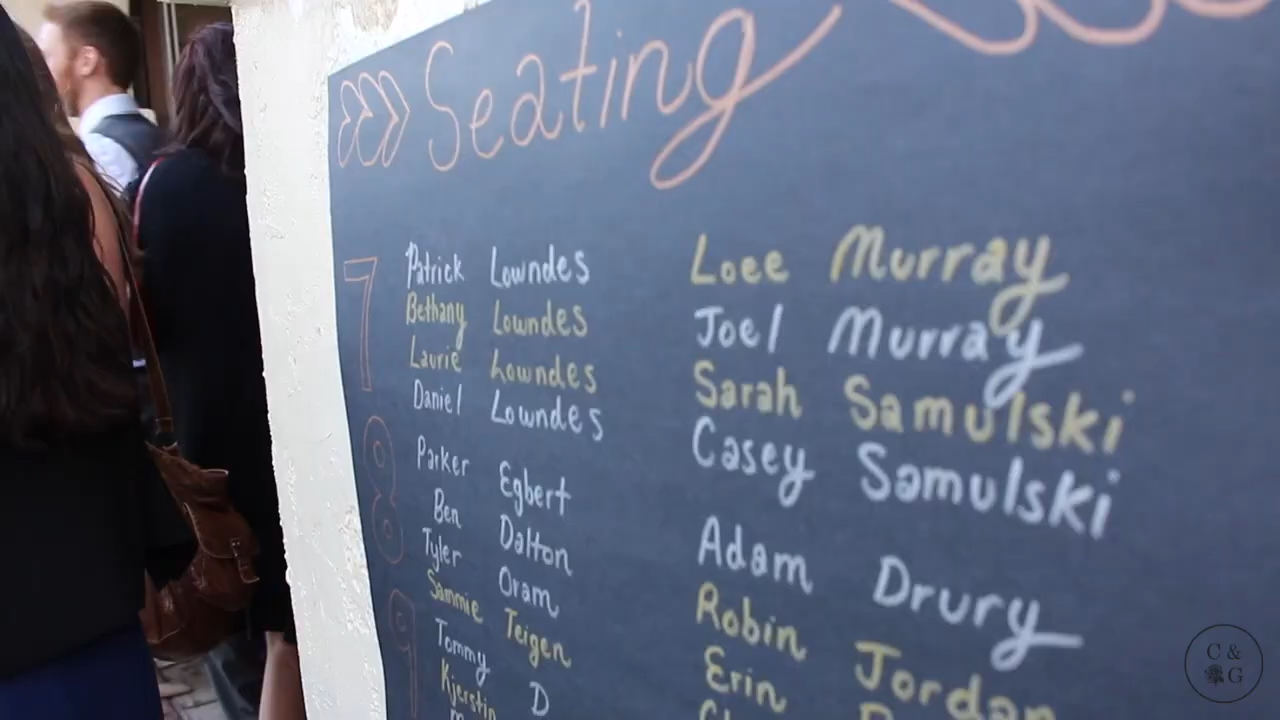 Seating
7
Patrick Lowndes
Bethany Lowndes
Laurie Lowndes
Daniel Lowndes
Loee Murray
Joel Murray
Sarah Samulski
Casey Samulski
8
Parker Egbert
Ben Dalton
Tyler Oram
Sammie Teigen
Adam Drury
Robin Jordan
Erin
9
Tommy D
Kjerstin
C &
G